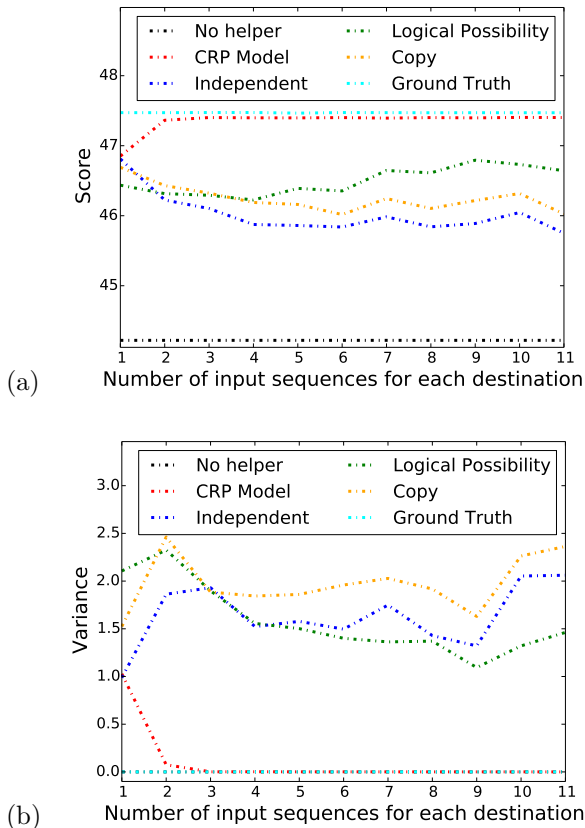 No helper Logical Possibility
CRP Model Copy
Independent Ground Truth
48
47
46
45
Score
1 2 3 4 5 6 7 8 9 10 11
(a) Number of input sequences for each destination
No helper Logical Possibility
CRP Model Copy
Independent Ground Truth
3.0
2.5
2.0
1.5
1.0
0.5
0.0
Variance
1 2 3 4 5 6 7 8 9 10 11
(b) Number of input sequences for each destination